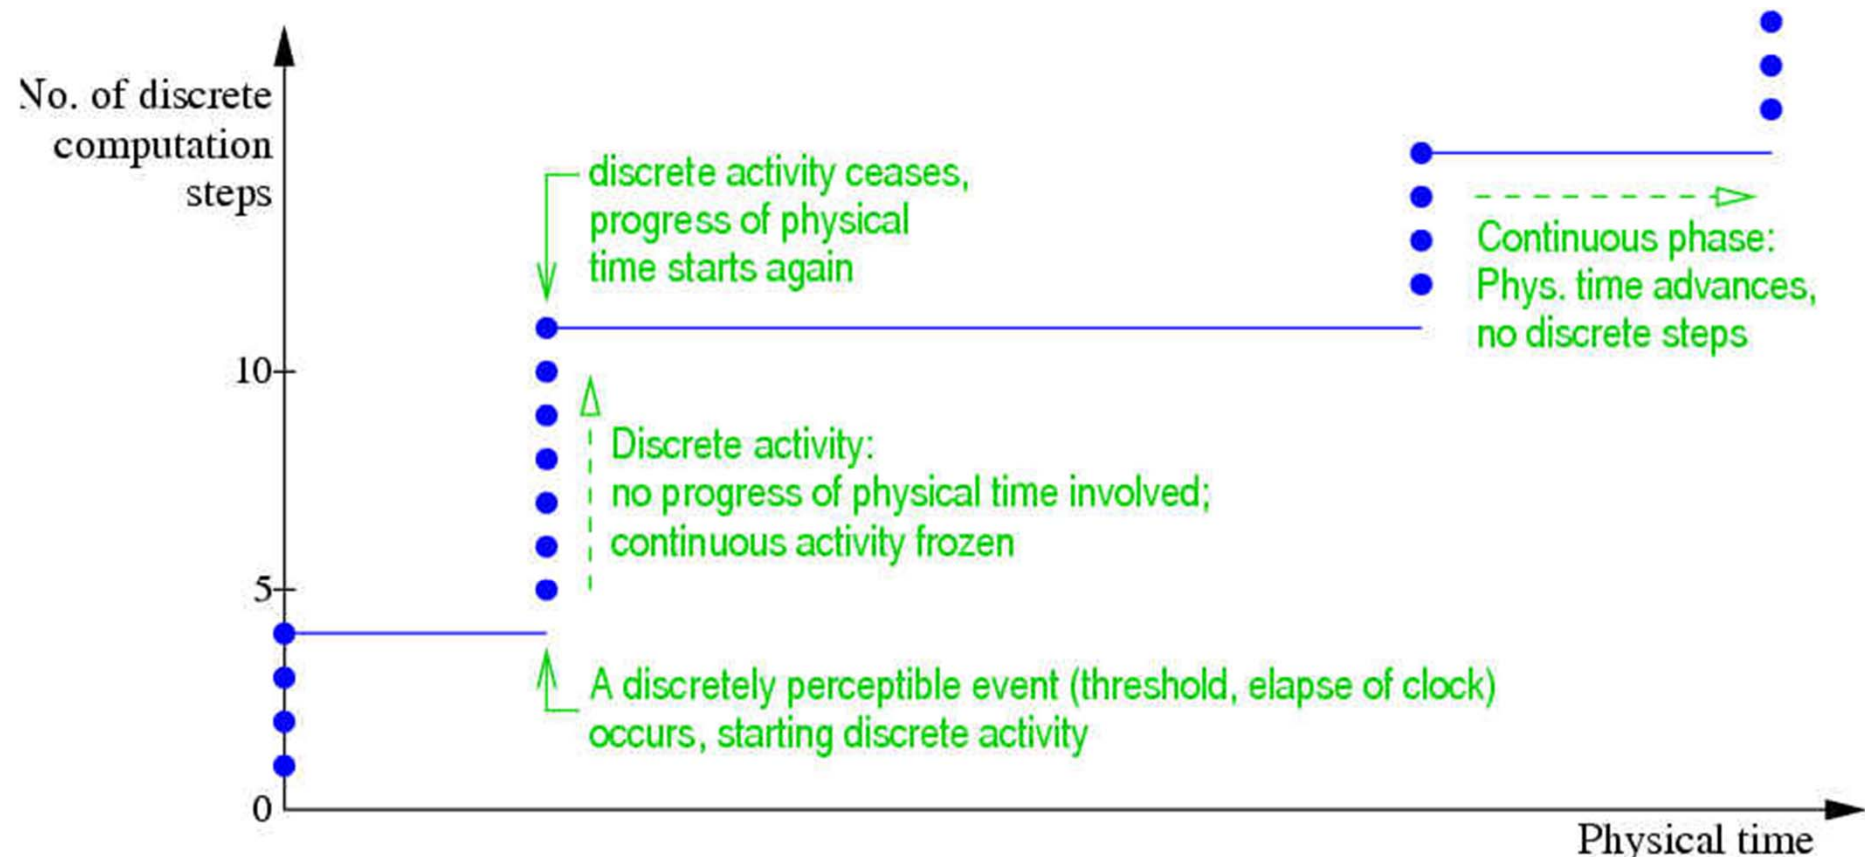 No. of discrete
computation
steps
discrete activity ceases,
progress of physical
time starts again
Continuous phase:
Phys. time advances,
no discrete steps
10
Discrete activity:
no progress of physical time involved;
continuous activity frozen
5
A discretely perceptible event (threshold, elapse of clock)
occurs, starting discrete activity
0
Physical time